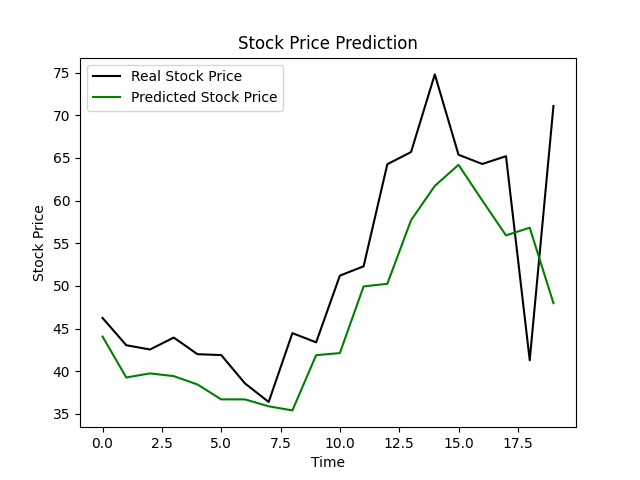 Stock Price Prediction
Real Stock Price
Predicted Stock Price
Stock Price
75
70
65
60
55
50
45
40
35
0.0 2.5 5.0 7.5 10.0 12.5 15.0 17.5
Time